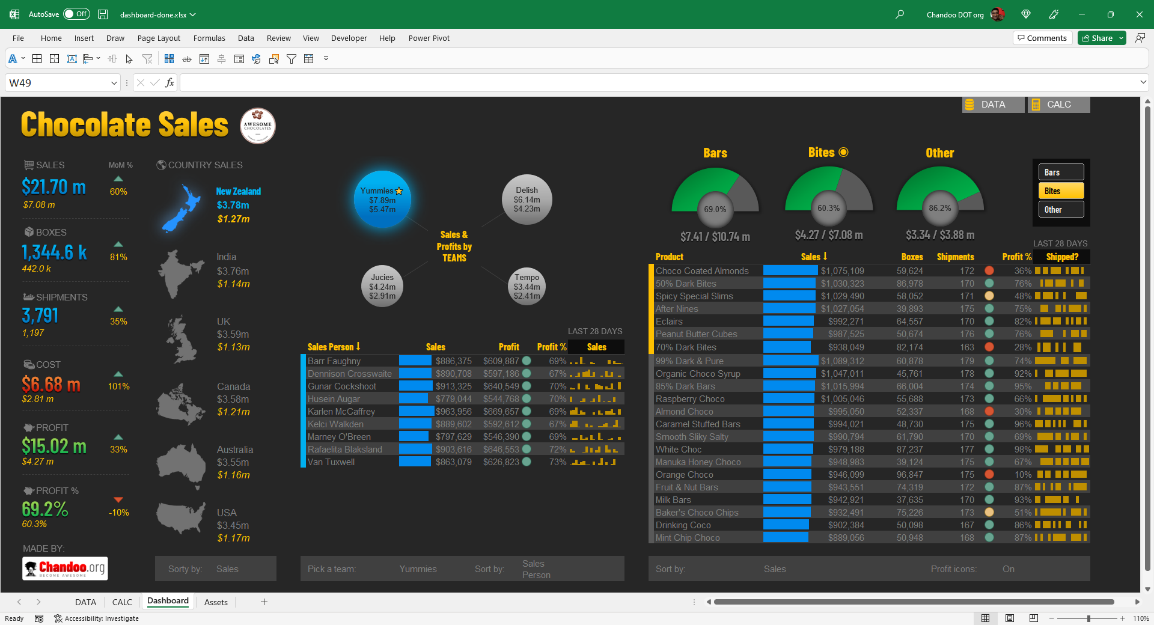 AutoSave Off dashboard-done.xlsx Chandoo DOT org
File Home Insert Draw Page Layout Formulas Data Review View Developer Help Power Pivot Comments Share
W49 fx
DATA CALC
Chocolate Sales AWESOME CHOCOLATES
SALES MoM %
$21.70 m 60%
$7.08 m
BOXES
1,344.6 k 81%
442.0 k
SHIPMENTS
3,791 35%
1,197
COST
$6.68 m 101%
$2.81 m
PROFIT
$15.02 m 33%
$4.27 m
PROFIT %
69.2% -10%
60.3%
MADE BY:
Chandoo.org
BECOME AWESOME
COUNTRY SALES
New Zealand
$3.78m
$1.27m
India
$3.76m
$1.14m
UK
$3.59m
$1.13m
Canada
$3.58m
$1.21m
Australia
$3.55m
$1.16m
USA
$3.45m
$1.17m
Sorty by: Sales
Yummies
$7.89m
$5.47m
Delish
$6.14m
$4.23m
Sales &
Profits by
TEAMS
Jucies
$4.24m
$2.91m
Tempo
$3.44m
$2.41m
LAST 28 DAYS
Sales Person ↓ Sales Profit Profit % Sales
Barr Faughny $886,375 $609,887 69%
Dennison Crosswaite $890,708 $597,186 67%
Gunar Cockshoot $913,325 $640,549 70%
Husein Augar $779,044 $544,768 70%
Karlen McCaffrey $963,956 $669,657 69%
Kelci Walkden $889,602 $592,612 67%
Marney O'Breen $797,629 $546,390 69%
Rafaelita Blaksland $903,616 $646,553 72%
Van Tuxwell $863,079 $626,823 73%
Pick a team: Yummies Sort by: Sales
Person
Bars Bites Other
69.0% 60.3% 86.2%
$7.41 / $10.74 m $4.27 / $7.08 m $3.34 / $3.88 m
Bars
Bites
Other
LAST 28 DAYS
Product Sales ↓ Boxes Shipments Profit % Shipped?
Choco Coated Almonds $1,075,109 59,624 172 36%
50% Dark Bites $1,030,323 86,978 170 76%
Spicy Special Slims $1,029,490 58,052 171 48%
After Nines $1,027,054 39,893 175 75%
Eclairs $992,271 64,557 170 82%
Peanut Butter Cubes $987,525 50,674 176 76%
70% Dark Bites $938,049 82,174 163 28%
99% Dark & Pure $1,089,312 60,878 179 74%
Organic Choco Syrup $1,047,011 45,761 178 92%
85% Dark Bars $1,015,994 66,004 174 95%
Raspberry Choco $1,005,046 55,688 173 66%
Almond Choco $995,050 52,337 168 30%
Caramel Stuffed Bars $994,021 48,530 175 96%
Smooth Sliky Salty $990,794 61,790 170 69%
White Choc $979,188 87,237 177 98%
Manuka Honey Choco $948,983 39,124 175 67%
Orange Choco $946,099 96,847 175 10%
Fruit & Nut Bars $943,551 74,319 172 87%
Milk Bars $942,921 37,635 170 93%
Baker's Choco Chips $932,491 75,226 173 51%
Drinking Coco $902,384 50,098 167 86%
Mint Chip Choco $889,056 50,948 168 87%
Sort by: Sales Profit icons: On
DATA CALC Dashboard Assets
Ready Accessibility: Investigate 110%